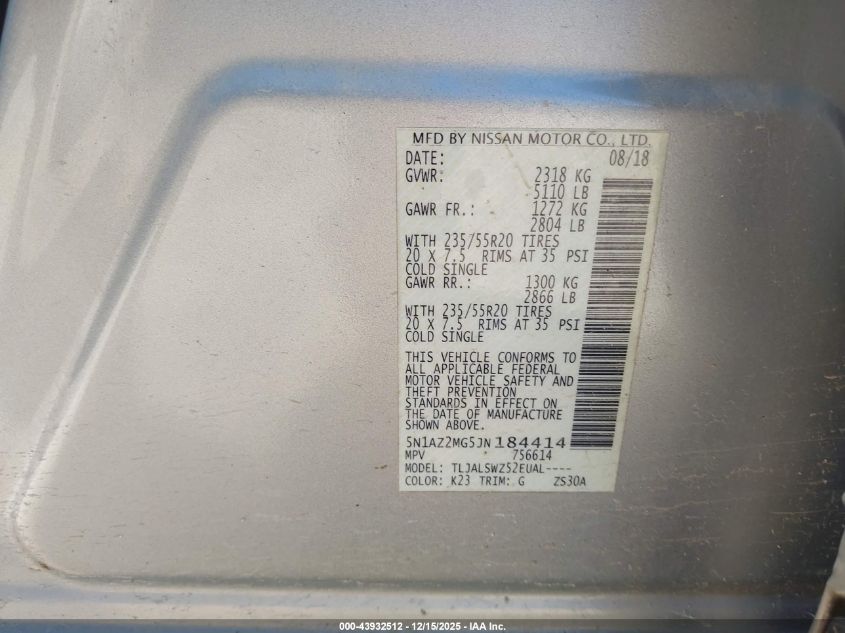 MFD BY NISSAN MOTOR CO., LTD.
DATE: 08/18
GVWR: 2318 KG
5110 LB
GAWR FR.: 1272 KG
2804 LB
WITH 235/55R20 TIRES
20 X 7.5 RIMS AT 35 PSI
COLD SINGLE
GAWR RR.: 1300 KG
2866 LB
WITH 235/55R20 TIRES
20 X 7.5 RIMS AT 35 PSI
COLD SINGLE
THIS VEHICLE CONFORMS TO
ALL APPLICABLE FEDERAL
MOTOR VEHICLE SAFETY AND
THEFT PREVENTION
STANDARDS IN EFFECT ON
THE DATE OF MANUFACTURE
SHOWN ABOVE.
5N1AZ2MG5JN184414
MPV 756614
MODEL: TLJALSWZ52EUAL----
COLOR: K23 TRIM: G ZS30A
000-43932512 - 12/15/2025 - IAA Inc.